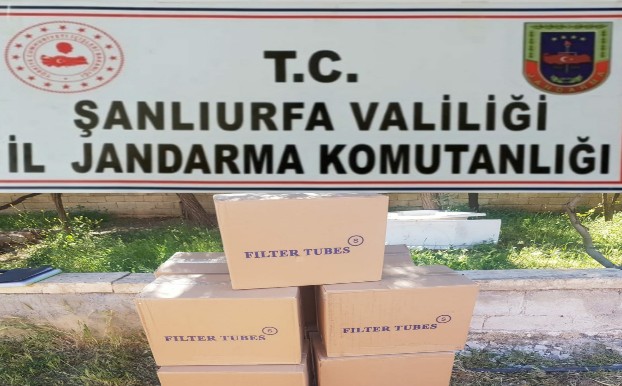 T.C.
ŞANLIURFA VALİLİĞİ
İL JANDARMA KOMUTANLIĞI
FILTER TUBES S
FILTER TUBES S
FILTER TUBES S